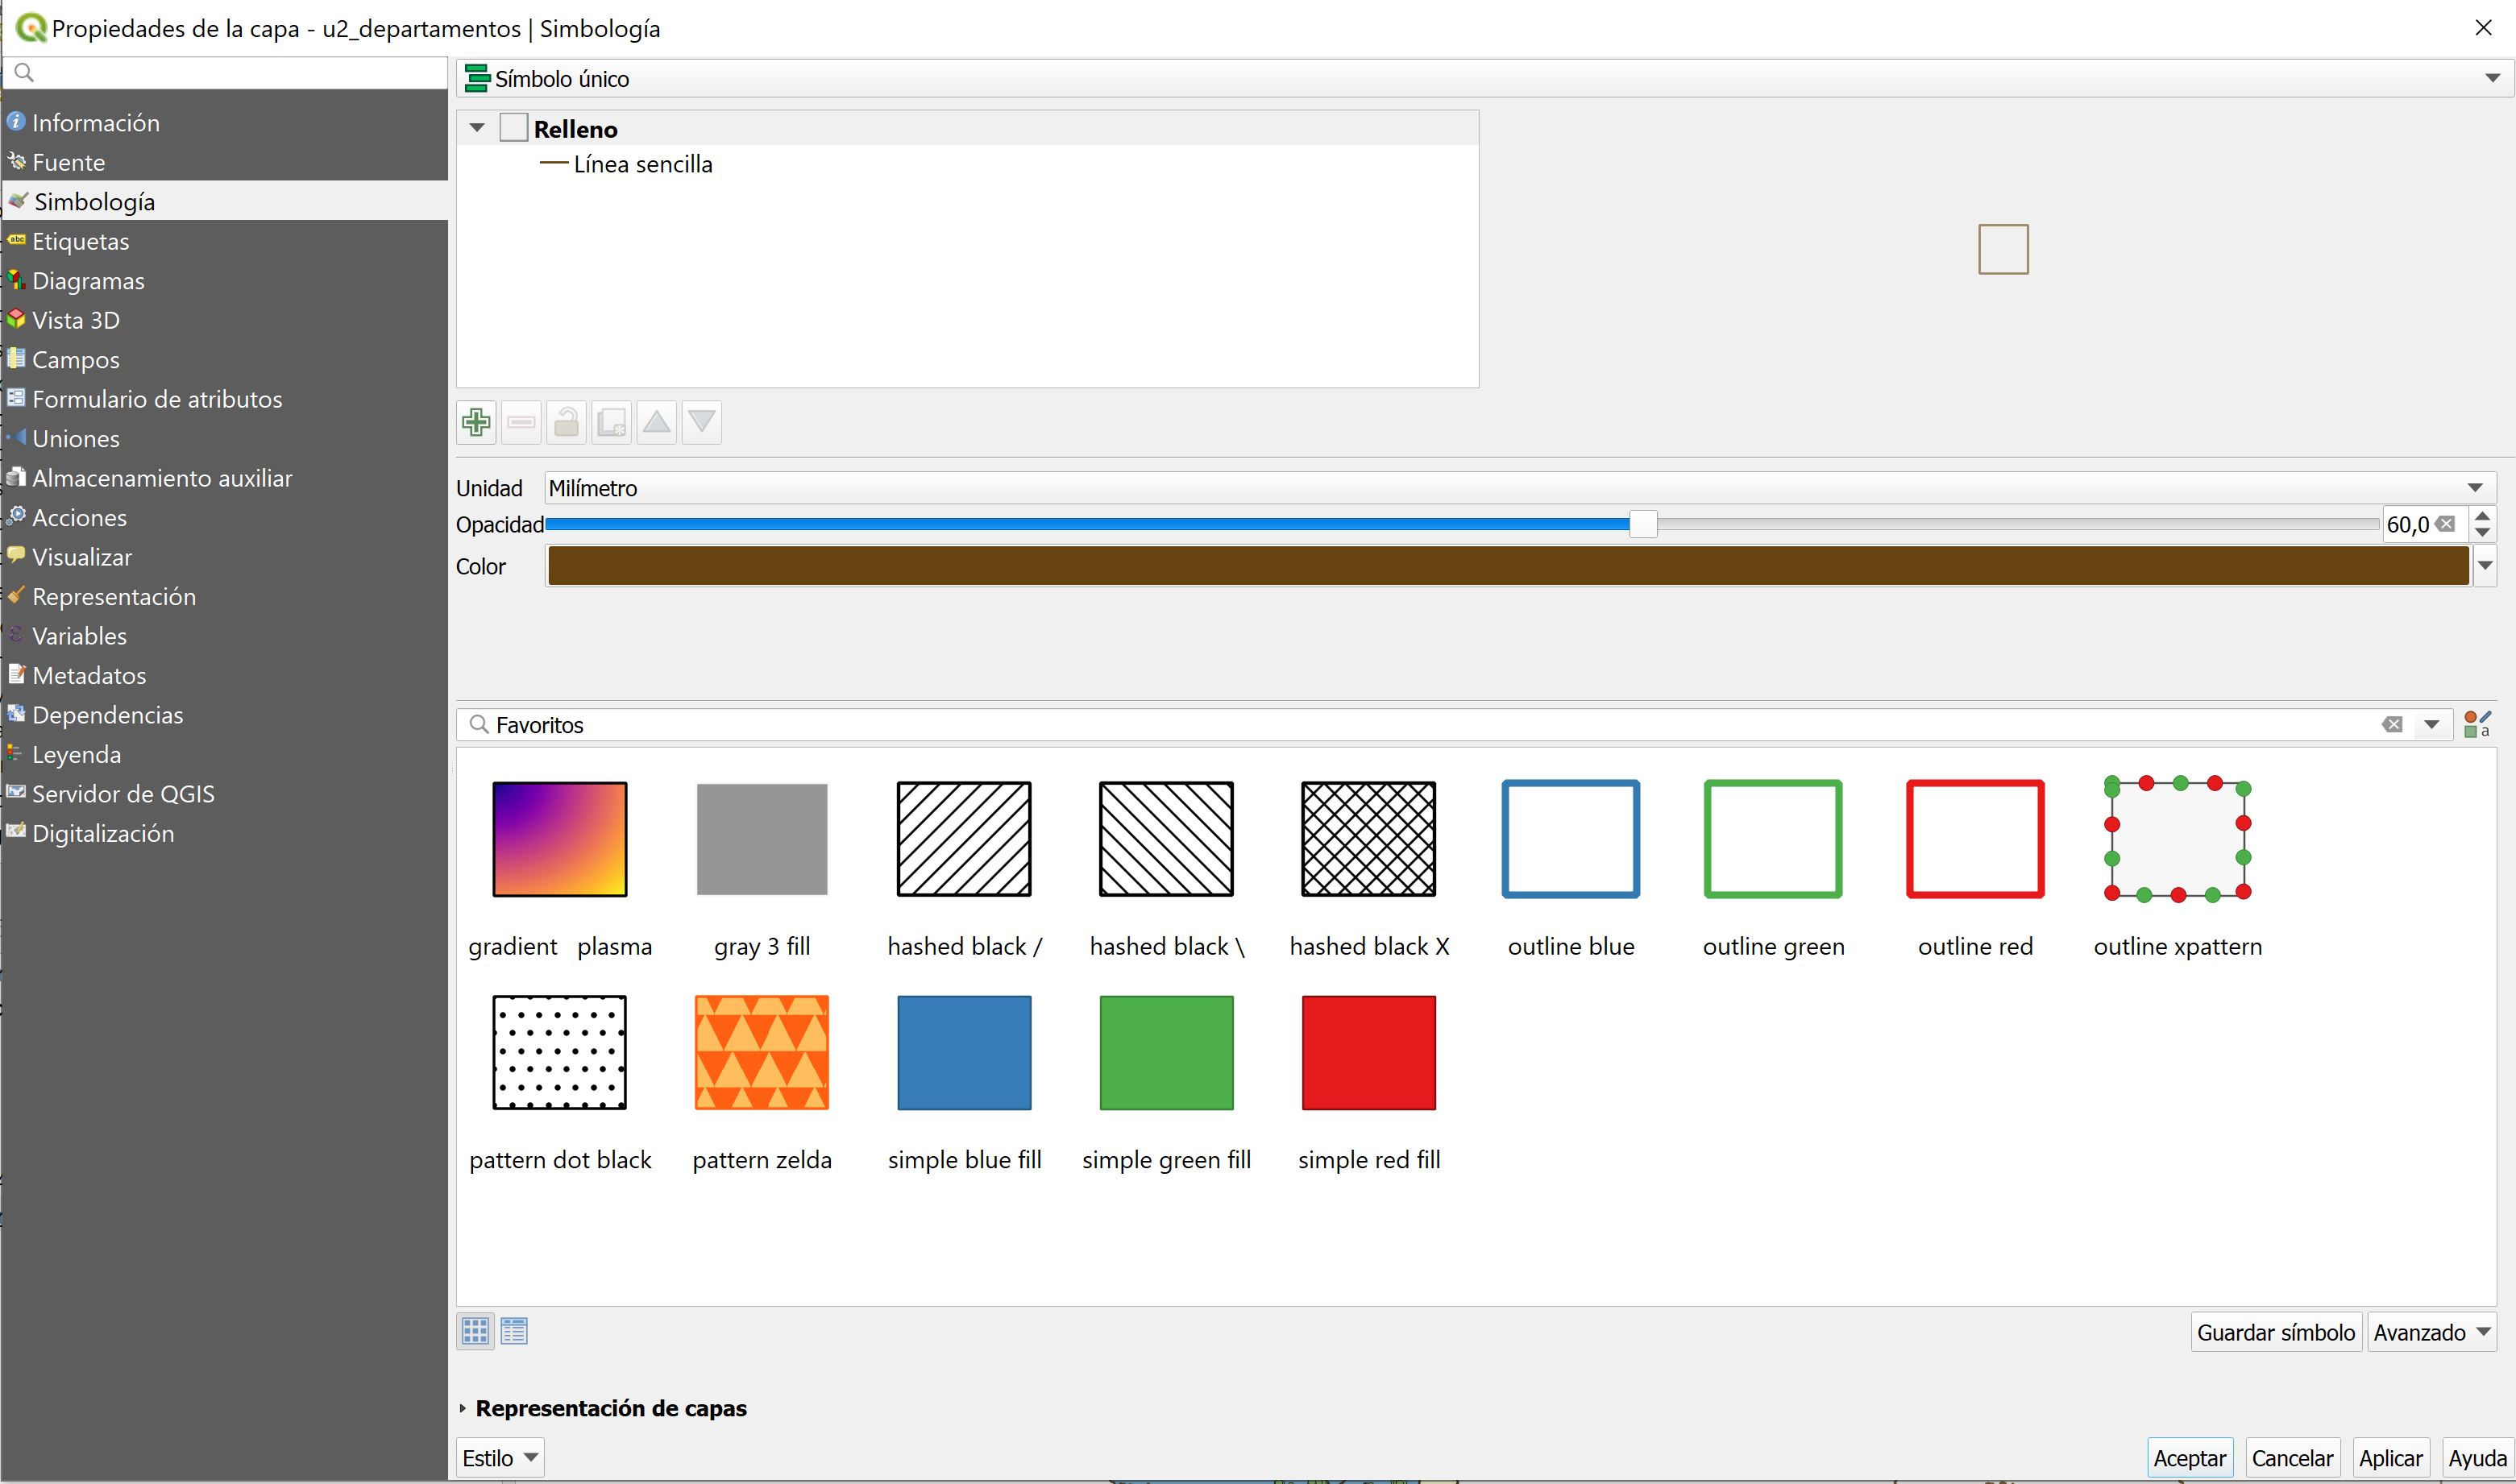 Propiedades de la capa - u2_departamentos | Simbología
Símbolo único
Información
Fuente
Simbología
Etiquetas
Diagramas
Vista 3D
Campos
Formulario de atributos
Uniones
Almacenamiento auxiliar
Acciones
Visualizar
Representación
Variables
Metadatos
Dependencias
Leyenda
Servidor de QGIS
Digitalización
Relleno
Línea sencilla
Unidad Milímetro
Opacidad 60,0
Color
Favoritos
gradient plasma gray 3 fill hashed black / hashed black \ hashed black X outline blue outline green outline red outline xpattern
pattern dot black pattern zelda simple blue fill simple green fill simple red fill
Guardar símbolo Avanzado
Representación de capas
Estilo Aceptar Cancelar Aplicar Ayuda